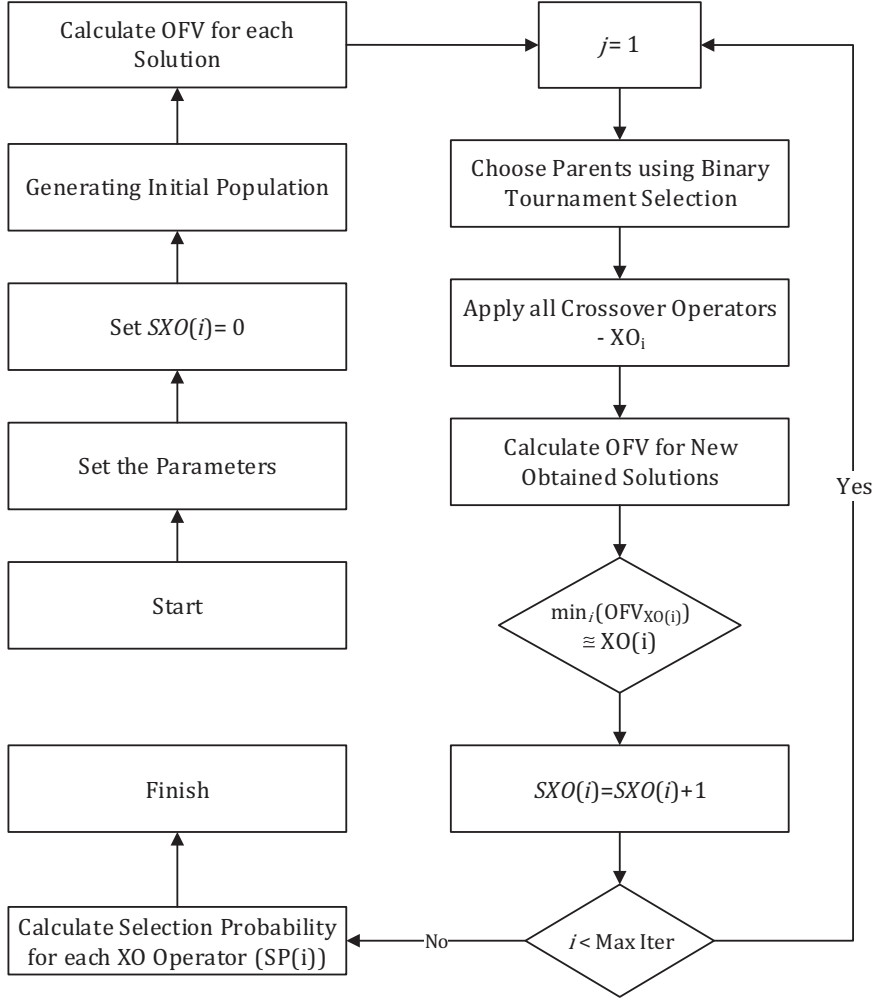 Calculate OFV for each
Solution
Generating Initial Population
Set SXO(i)= 0
Set the Parameters
Start
j= 1
Choose Parents using Binary
Tournament Selection
Apply all Crossover Operators
- XOi
Calculate OFV for New
Obtained Solutions
mini(OFVXO(i))
≅ XO(i)
SXO(i)=SXO(i)+1
i < Max Iter
Yes
No
Calculate Selection Probability
for each XO Operator (SP(i))
Finish